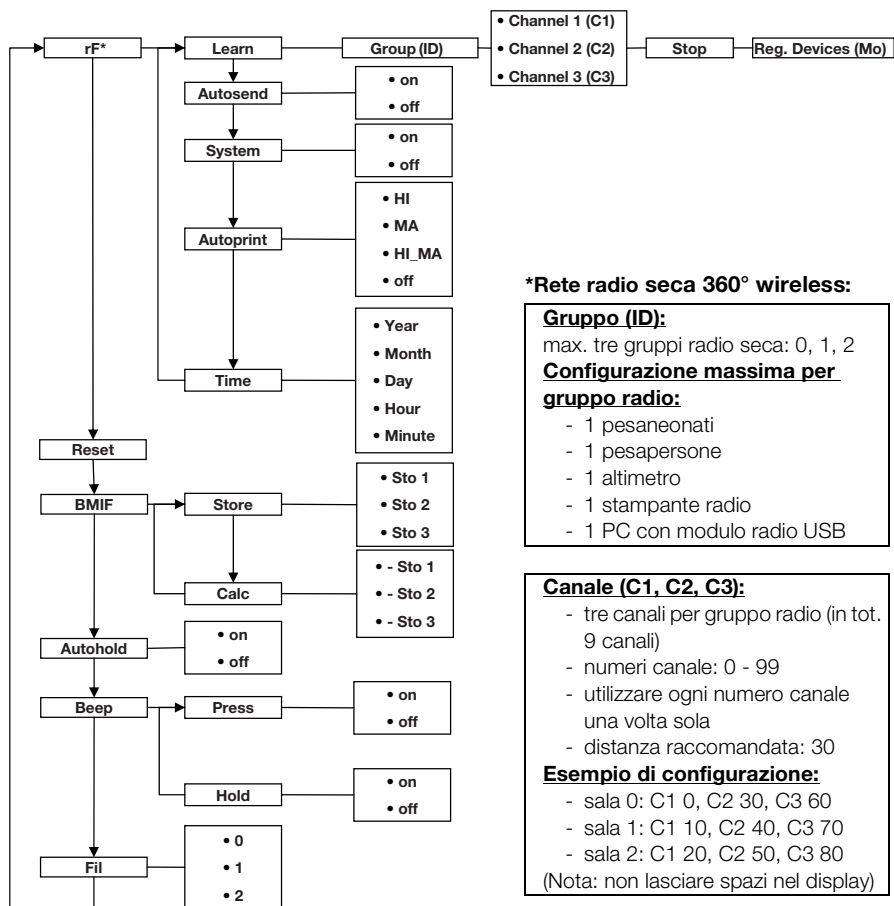 rF*
Learn
Group (ID)
• Channel 1 (C1)
• Channel 2 (C2)
• Channel 3 (C3)
Stop
Reg. Devices (Mo)
Autosend
• on
• off
System
• on
• off
Autoprint
• HI
• MA
• HI_MA
• off
Time
• Year
• Month
• Day
• Hour
• Minute
Reset
BMIF
Store
• Sto 1
• Sto 2
• Sto 3
Calc
• - Sto 1
• - Sto 2
• - Sto 3
Autohold
• on
• off
Beep
Press
• on
• off
Hold
• on
• off
Fil
• 0
• 1
• 2
*Rete radio seca 360° wireless:
Gruppo (ID):
max. tre gruppi radio seca: 0, 1, 2
Configurazione massima per
gruppo radio:
- 1 pesaneonati
- 1 pesapersone
- 1 altimetro
- 1 stampante radio
- 1 PC con modulo radio USB
Canale (C1, C2, C3):
- tre canali per gruppo radio (in tot.
9 canali)
- numeri canale: 0 - 99
- utilizzare ogni numero canale
una volta sola
- distanza raccomandata: 30
Esempio di configurazione:
- sala 0: C1 0, C2 30, C3 60
- sala 1: C1 10, C2 40, C3 70
- sala 2: C1 20, C2 50, C3 80
(Nota: non lasciare spazi nel display)